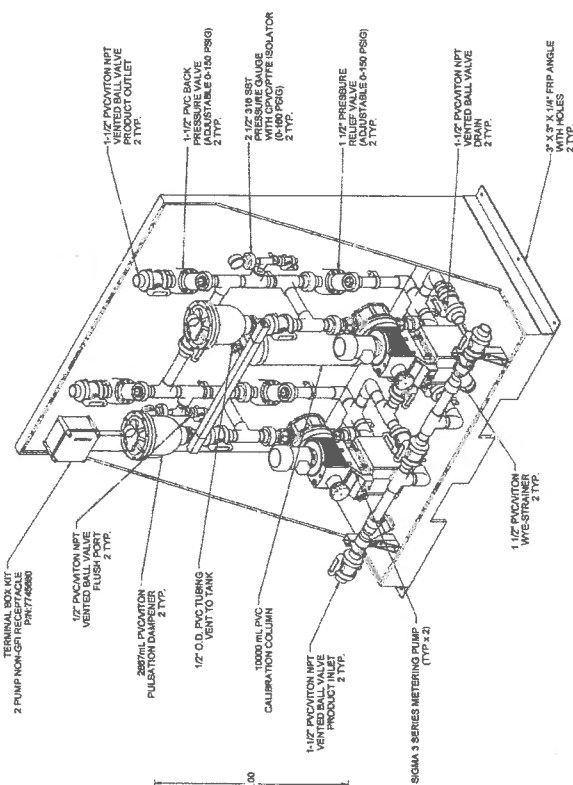 TERMINAL BOX KIT
2 PUMP NON-GFI RECEPTACLE
P/N:7745680
1/2" PVC/VITON NPT
VENTED BALL VALVE
FLUSH PORT
2 TYP.
2867mL PVC/VITON
PULSATION DAMPENER
2 TYP.
1/2" O.D. PVC TUBING
VENT TO TANK
10000 mL PVC
CALIBRATION COLUMN
1-1/2" PVC/VITON NPT
VENTED BALL VALVE
PRODUCT INLET
2 TYP.
SIGMA 3 SERIES METERING PUMP
(TYP x 2)
1-1/2" PVC/VITON NPT
VENTED BALL VALVE
PRODUCT OUTLET
2 TYP.
1-1/2" PVC BACK
PRESSURE VALVE
(ADJUSTABLE 0-150 PSIG)
2 TYP.
2 1/2" 316 SST
PRESSURE GAUGE
WITH CPVC/PTFE ISOLATOR
(0-160 PSIG)
2 TYP.
1 1/2" PRESSURE
RELIEF VALVE
(ADJUSTABLE 0-150 PSIG)
2 TYP.
1-1/2" PVC/VITON NPT
VENTED BALL VALVE
DRAIN
2 TYP.
3" X 3" X 1/4" FRP ANGLE
WITH HOLES
2 TYP.
1 1/2" PVC/VITON
WYE-STRAINER
2 TYP.
.00